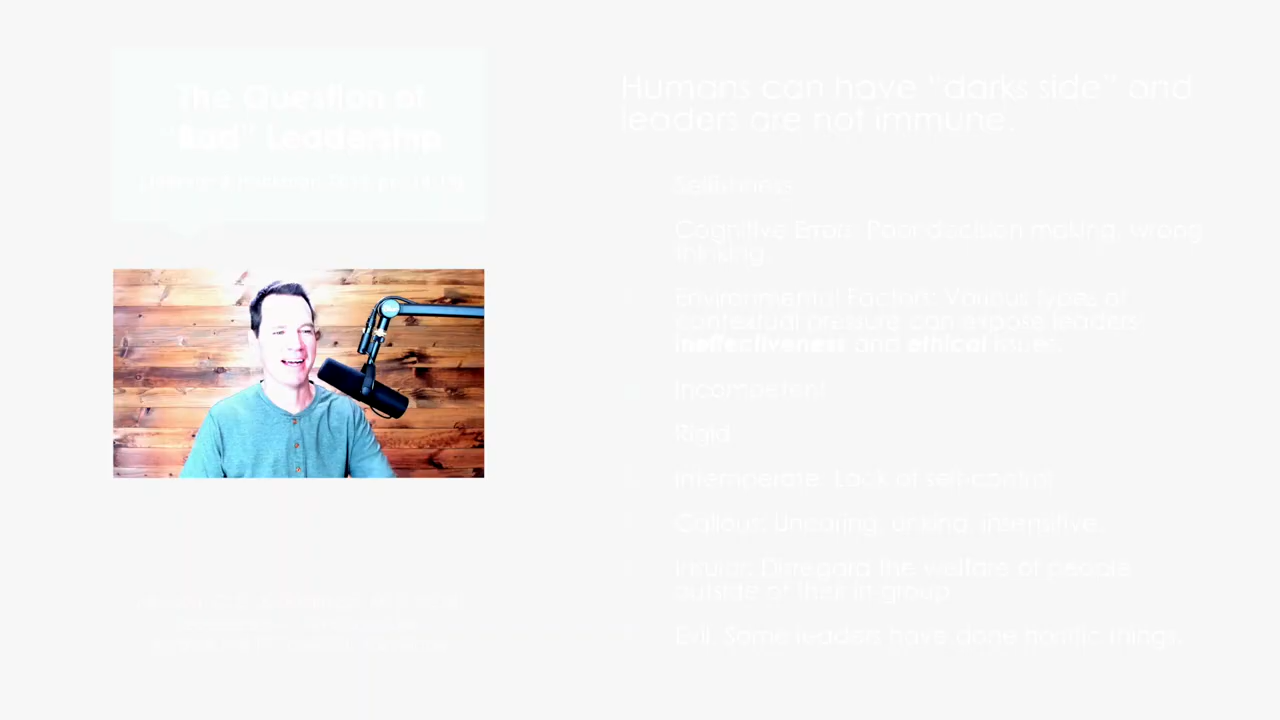 The Question of
"Bad" Leadership
Humans can have "darks side" and
leaders are not immune.
Selfishness
Cognitive Errors: Poor decision making, wrong
thinking.
Environmental Factors: Various types of
contextual pressure can expose leaders
ineffectiveness and ethical issues.
Incompetent
Rigid
Intemperate: Lack of self-control
Callous: Uncaring, unkind, insensitive.
Insular: Disregard the welfare of people
outside of their in-group
Evil: Some leaders have done horrific things.